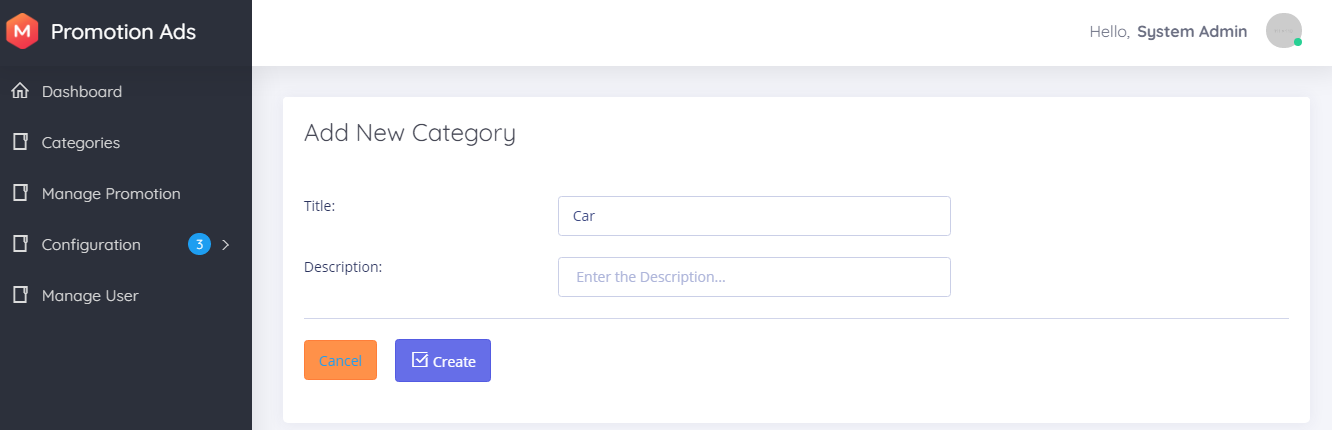 M Promotion Ads
Hello, System Admin
Dashboard
Categories
Manage Promotion
Configuration 3
Manage User
Add New Category
Title:
Car
Description:
Enter the Description...
Cancel
Create